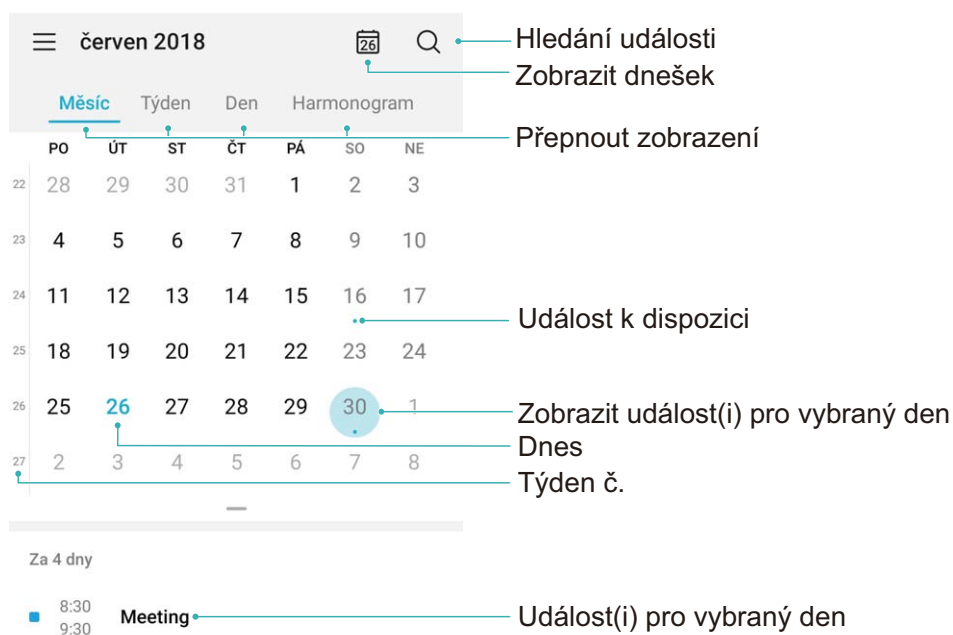 červen 2018 26 Hledání události
Zobrazit dnešek
Měsíc Týden Den Harmonogram
Přepnout zobrazení
PO ÚT ST ČT PÁ SO NE
22 28 29 30 31 1 2 3
23 4 5 6 7 8 9 10
24 11 12 13 14 15 16 17
Událost k dispozici
25 18 19 20 21 22 23 24
26 25 26 27 28 29 30 1
Zobrazit událost(i) pro vybraný den
Dnes
27 2 3 4 5 6 7 8
Týden č.
Za 4 dny
8:30
Meeting Událost(i) pro vybraný den
9:30